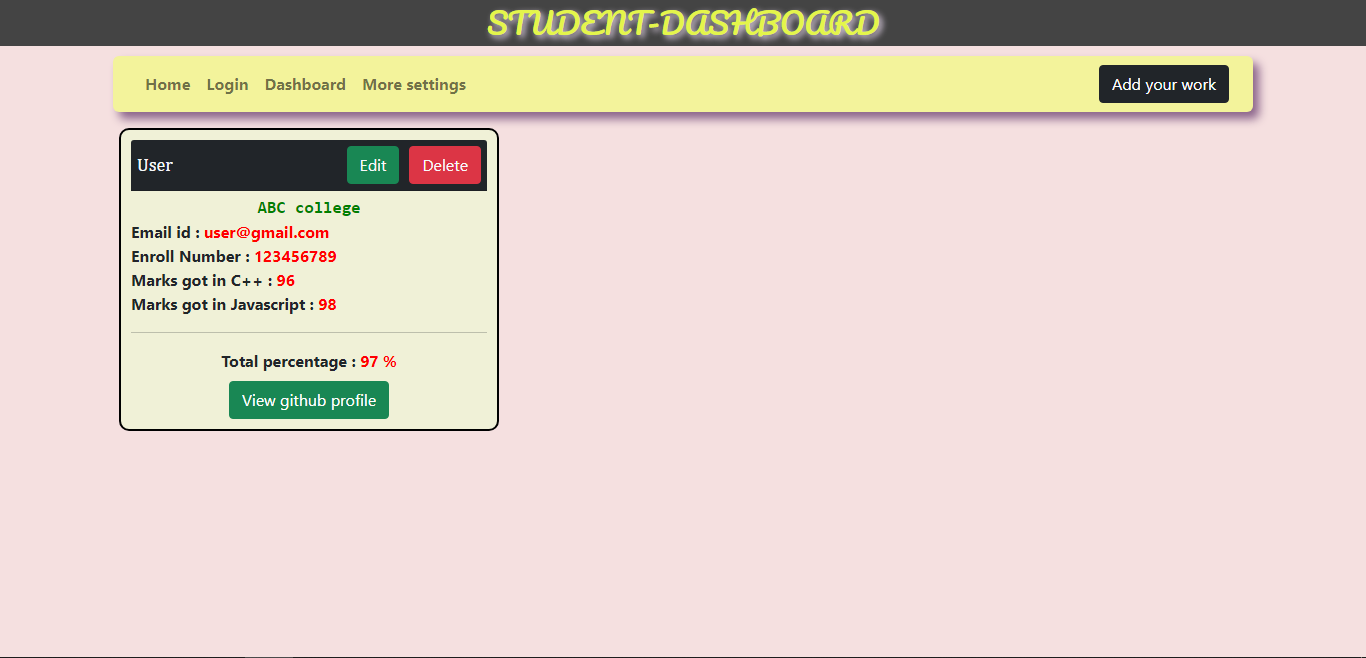 STUDENT-DASHBOARD
Home Login Dashboard More settings Add your work
User Edit Delete
ABC college
Email id : user@gmail.com
Enroll Number : 123456789
Marks got in C++ : 96
Marks got in Javascript : 98
Total percentage : 97 %
View github profile